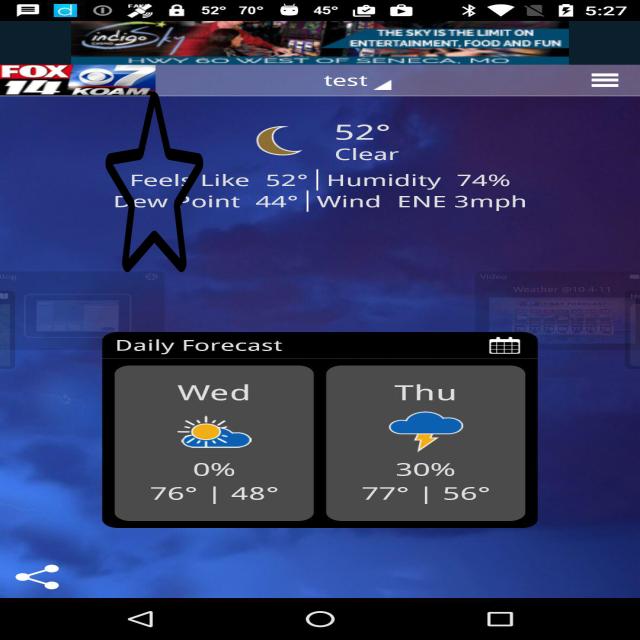 52° 70° 45° 5:27
indigo Sky
THE SKY IS THE LIMIT ON
ENTERTAINMENT, FOOD AND FUN
HWY 60 WEST OF SENECA, MO
FOX 14 7 KOAM
test
52°
Clear
Feels Like 52° | Humidity 74%
Dew Point 44° | Wind ENE 3mph
Video
Weather @10 4-11
Daily Forecast
Wed Thu
0% 30%
76° | 48° 77° | 56°